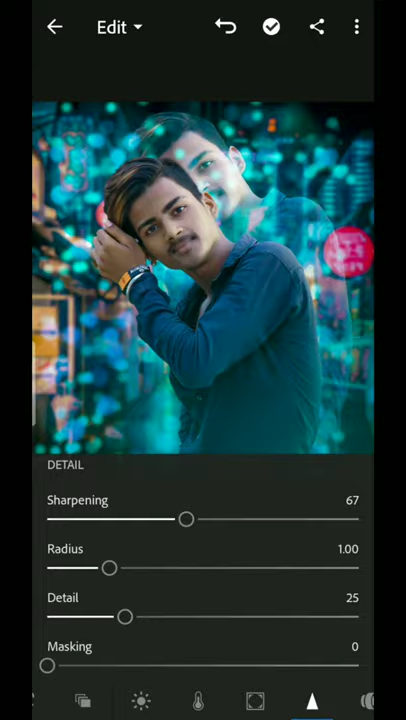 Edit
DETAIL
Sharpening 67
Radius 1.00
Detail 25
Masking 0